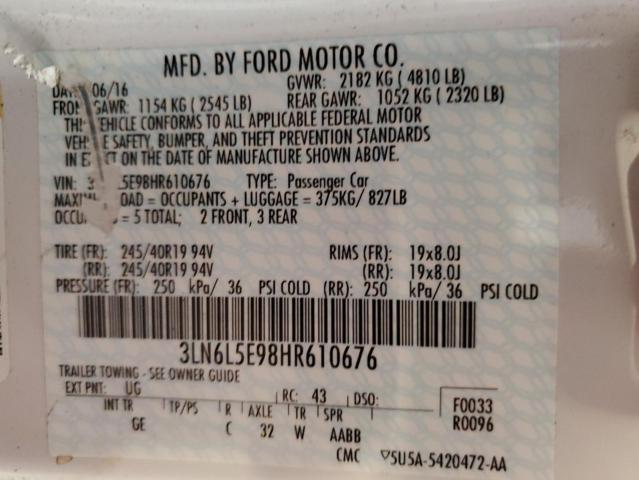 MFD. BY FORD MOTOR CO.
06/16 GVWR: 2182 KG ( 4810 LB)
GAWR: 1154 KG ( 2545 LB) REAR GAWR: 1052 KG ( 2320 LB)
CONFORMS TO ALL APPLICABLE FEDERAL MOTOR
SAFETY, BUMPER, AND THEFT PREVENTION STANDARDS
IN ON THE DATE OF MANUFACTURE SHOWN ABOVE.
VIN: 3 5E98HR610676 TYPE: Passenger Car
= OCCUPANTS + LUGGAGE = 375KG/ 827LB
= 5 TOTAL; 2 FRONT, 3 REAR
TIRE (FR): 245/40R19 94V RIMS (FR): 19x8.0J
(RR): 245/40R19 94V (RR): 19x8.0J
PRESSURE (FR): 250 kPa/ 36 PSI COLD (RR): 250 kPa/ 36 PSI COLD
3LN6L5E98HR610676
TRAILER TOWING - SEE OWNER GUIDE
EXT PNT: UG RC: 43 DSO:
INT TR TP/PS R AXLE TR SPR F0033
GE C 32 W AABB R0096
CMC ▽5U5A-5420472-AA